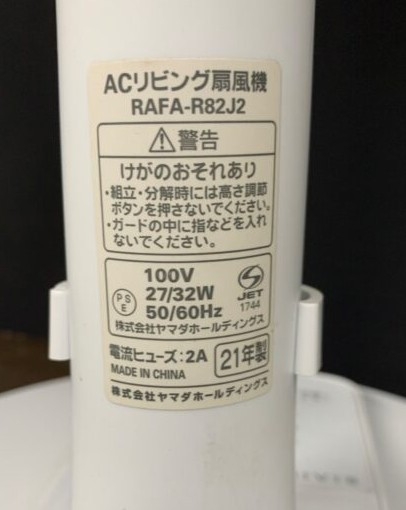 ACリビング扇風機
RAFA-R82J2
⚠警告
けがのおそれあり
・組立・分解時には高さ調節
ボタンを押さないでください。
・ガードの中に指などを入れ
ないでください。
100V
27/32W
50/60Hz
PS
E
JET
1744
株式会社ヤマダホールディングス
電流ヒューズ:2A
21年製
MADE IN CHINA
株式会社ヤマダホールディングス